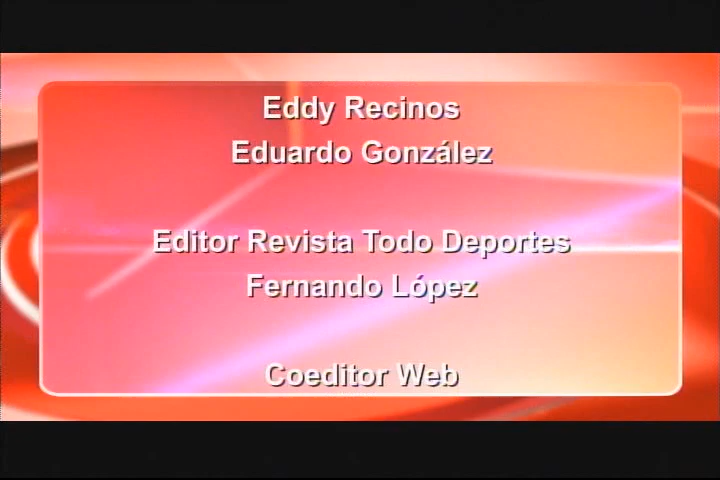 Eddy Recinos
Eduardo González
Editor Revista Todo Deportes
Fernando López
Coeditor Web